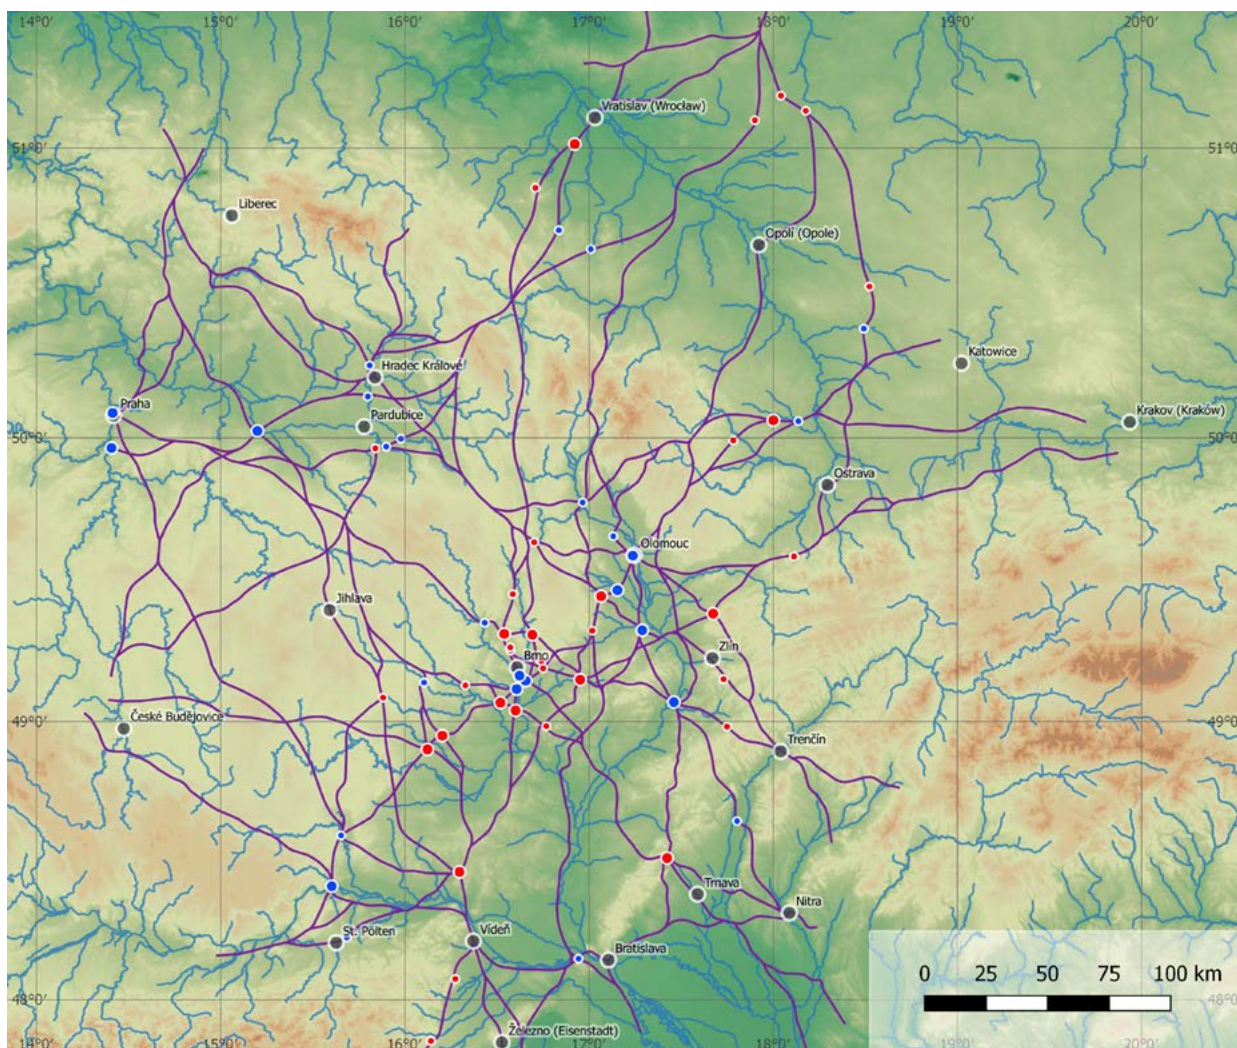 14°0′ 15°0′ 16°0′ 17°0′ 18°0′ 19°0′ 20°0′
Vratislav (Wrocław)
51°0′ 51°0′
Liberec
Opolí (Opole)
Katowice
Hradec Králové
Praha
Pardubice
Krakov (Kraków)
50°0′ 50°0′
Ostrava
Olomouc
Jihlava
Zlín
Brno
České Budějovice
49°0′ 49°0′
Trenčín
Trnava
Nitra
St. Pölten
Vídeň
Bratislava
0 25 50 75 100 km
48°0′ 48°0′
Železno (Eisenstadt)
14°0′ 15°0′ 16°0′ 17°0′ 18°0′ 19°0′ 20°0′